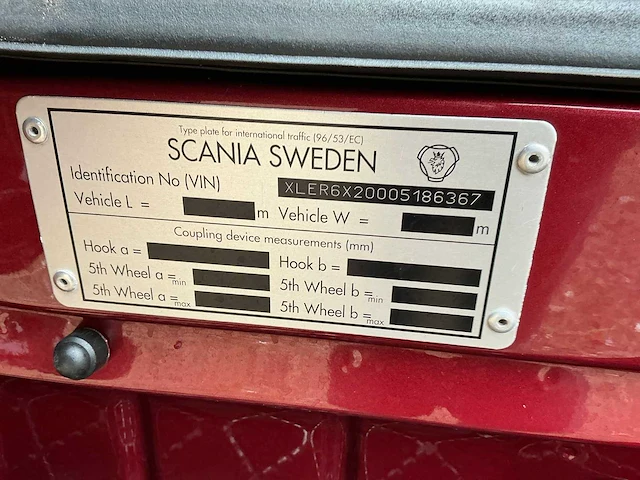 Type plate for international traffic (96/53/EC)
SCANIA SWEDEN
Identification No (VIN) XLER6X20005186367
Vehicle L = m Vehicle W = m
Coupling device measurements (mm)
Hook a = Hook b =
5th Wheel a =min 5th Wheel b =min
5th Wheel a =max 5th Wheel b =max